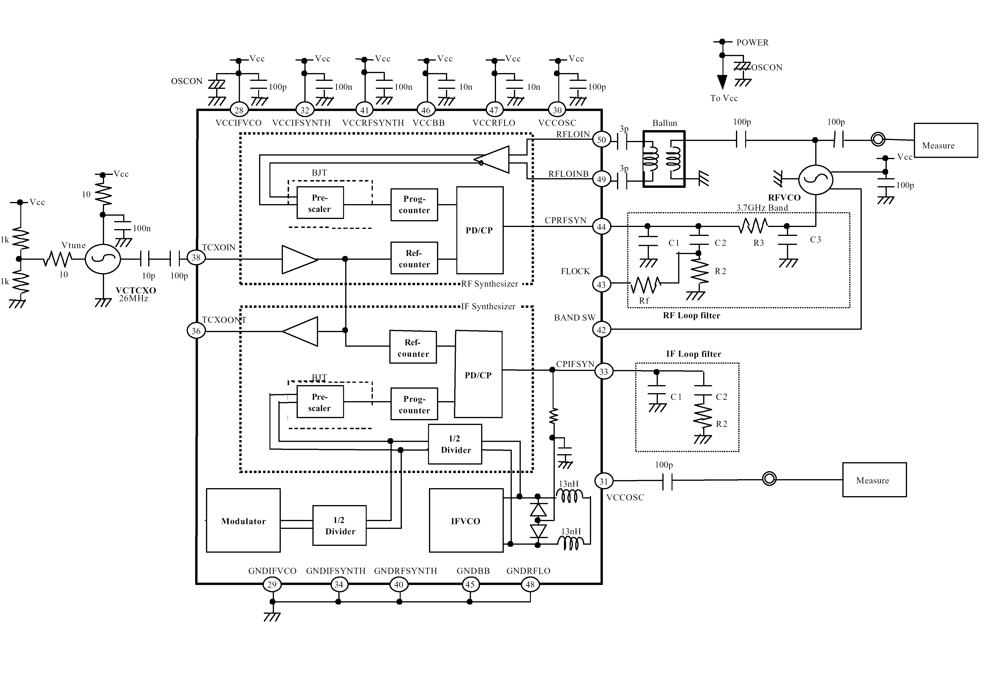 POWER
OSCON
To Vcc
Vcc
Vcc
Vcc
Vcc
Vcc
Vcc
OSCON
100p
100n
100n
10n
10n
100p
28
32
41
46
47
30
VCCIFVCO
VCCIFSYNTH
VCCRFSYNTH
VCCBB
VCCRFLO
VCCOSC
RFLOIN
50
3p
Ballun
100p
100p
Measure
RFLOINB
49
3p
Vcc
100p
RFVCO
3.7GHz Band
BJT
Pre-
scaler
Prog-
counter
PD/CP
CPRFSYN
44
C1
C2
R3
C3
Vcc
10
Vcc
100n
1k
Vtune
10
1k
10p
100p
VCTCXO
26MHz
38
TCXOIN
Ref-
counter
FLOCK
43
Rf
R2
RF Synthesizer
RF Loop filter
IF Synthesizer
TCXOONT
36
BAND SW
42
Ref-
counter
PD/CP
CPIFSYN
33
IF Loop filter
C1
C2
R2
BJT
Pre-
scaler
Prog-
counter
1/2
Divider
100p
31
VCCOSC
Measure
13nH
Modulator
1/2
Divider
IFVCO
13nH
GNDIFVCO
GNDIFSYNTH
GNDRFSYNTH
GNDBB
GNDRFLO
29
34
40
45
48